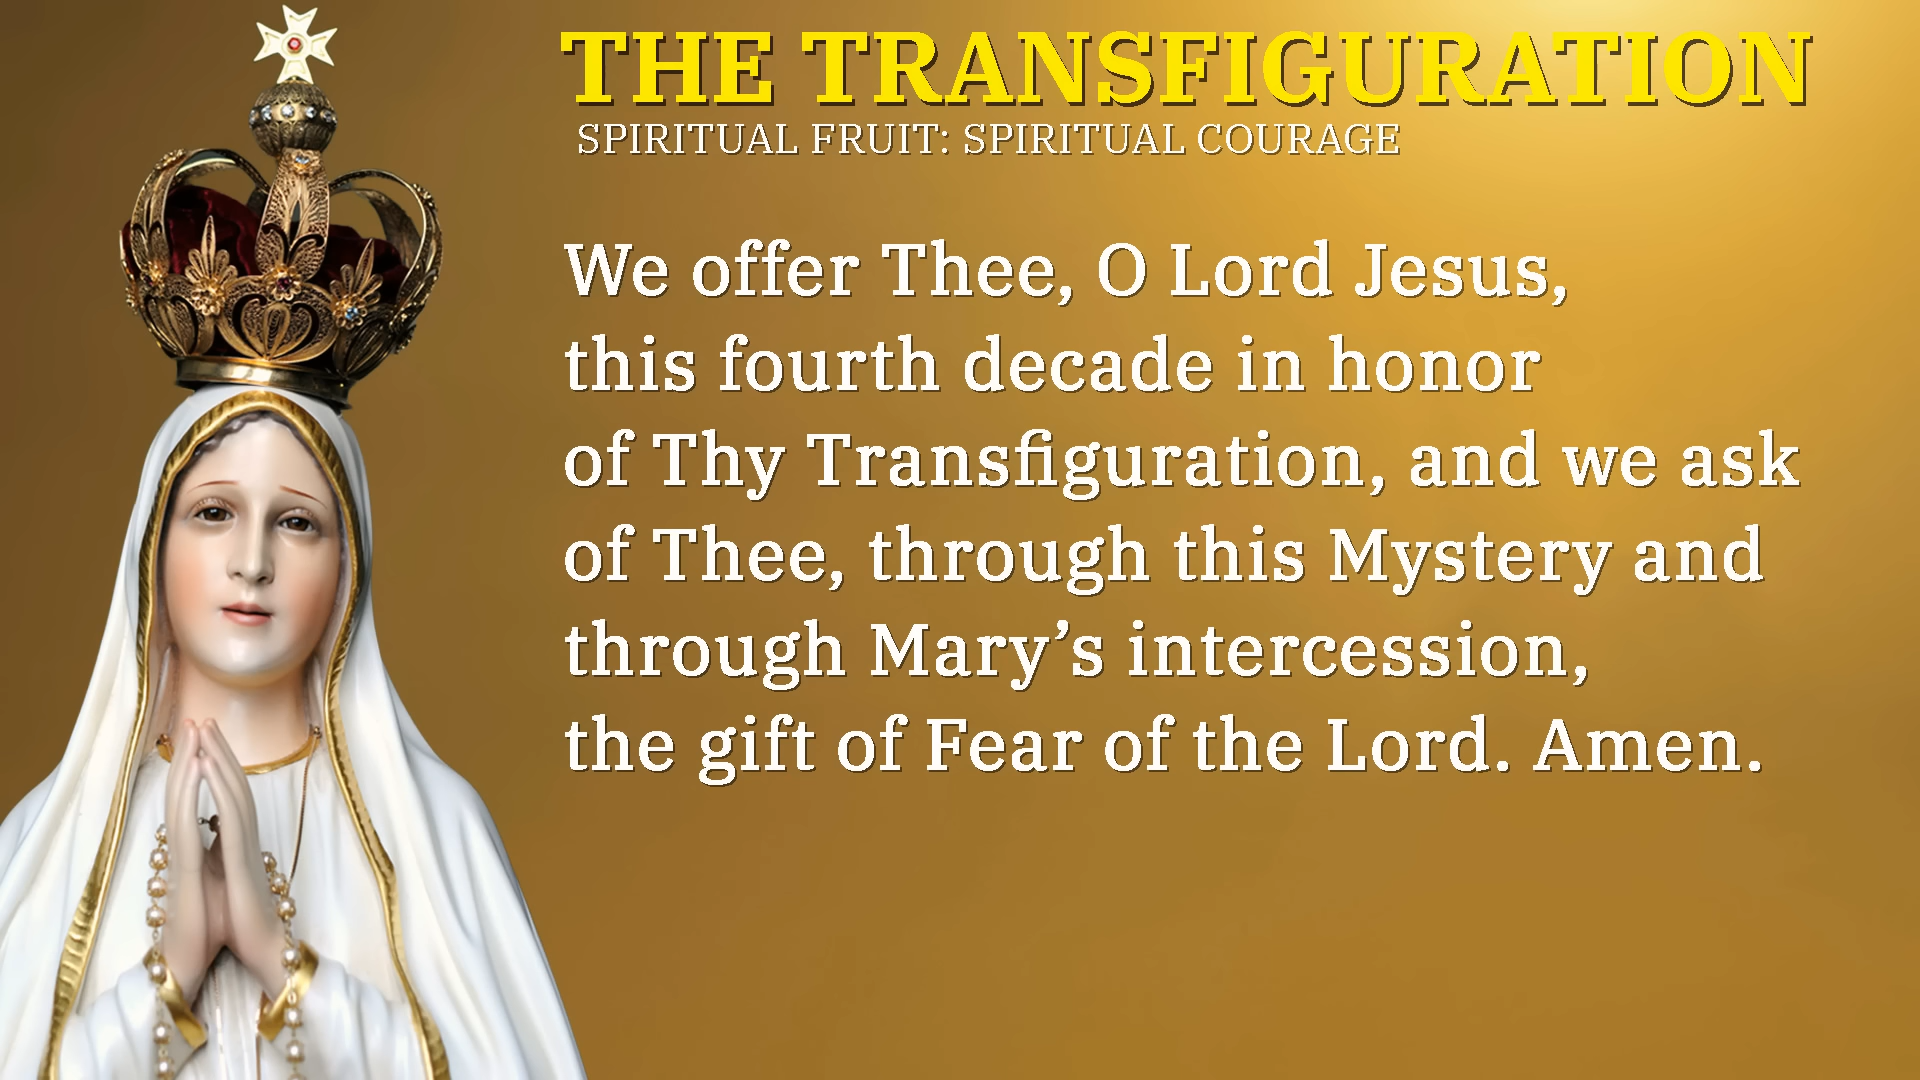 THE TRANSFIGURATION
SPIRITUAL FRUIT: SPIRITUAL COURAGE
We offer Thee, O Lord Jesus,
this fourth decade in honor
of Thy Transfiguration, and we ask
of Thee, through this Mystery and
through Mary’s intercession,
the gift of Fear of the Lord. Amen.